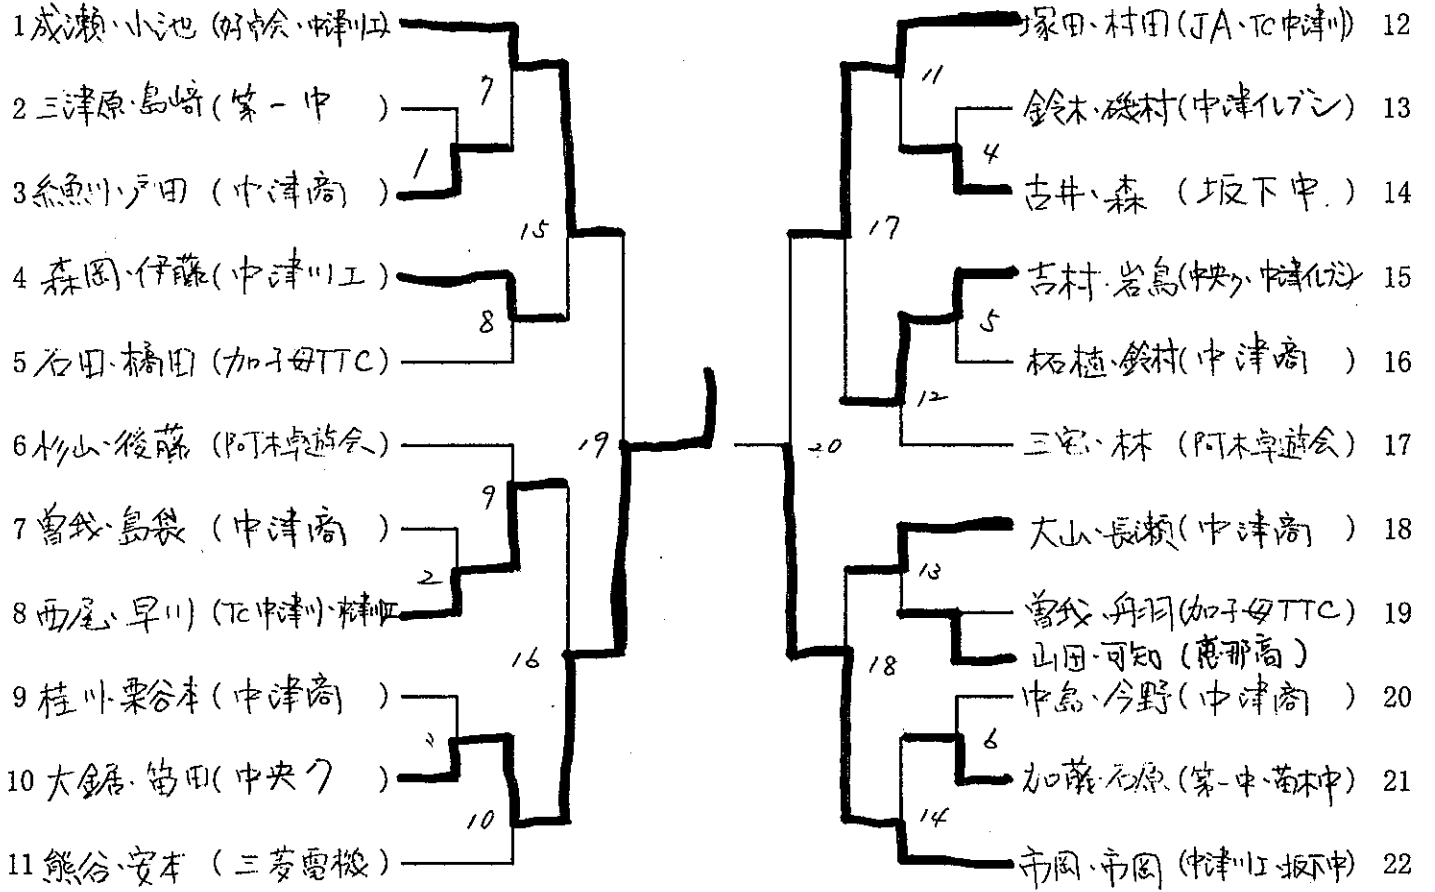 1 成瀬・小池 (好点会・中津川工)
2 三津原・島崎 (第一中)
3 糸魚川・戸田 (中津商)
4 森岡・伊藤 (中津川工)
5 石田・橋田 (加子母TTC)
6 杉山・後藤 (阿木卓遊会)
7 曽我・島袋 (中津商)
8 西尾・早川 (TC中津川・中津川工)
9 桂川・栗谷本 (中津商)
10 大鋸・笛田 (中央ク)
11 熊谷・安本 (三菱電機)
7
1
15
8
9
2
16
10
19
塚田・村田 (JA・TC中津川) 12
鈴木・磯村 (中津イレブン) 13
古井・森 (坂下中.) 14
吉村・岩島 (中央ク・中津イレブン) 15
柘植・鈴村 (中津商) 16
三宅・林 (阿木卓遊会) 17
大山・長瀬 (中津商) 18
曽我・丹羽 (加子母TTC) 19
山田・可知 (恵那高)
中島・今野 (中津商) 20
加藤・石原 (第一中・苗木中) 21
市岡・市岡 (中津川工・坂下中) 22
11
4
17
5
12
20
13
18
6
14